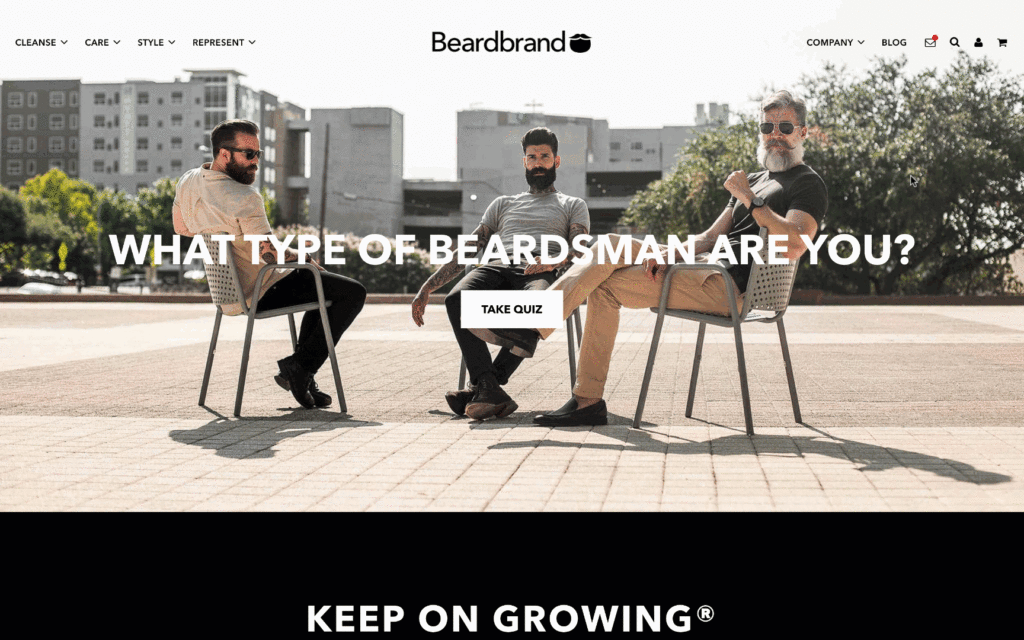 CLEANSE
CARE
STYLE
REPRESENT
Beardbrand
COMPANY
BLOG
WHAT TYPE OF BEARDSMAN ARE YOU?
TAKE QUIZ
KEEP ON GROWING®